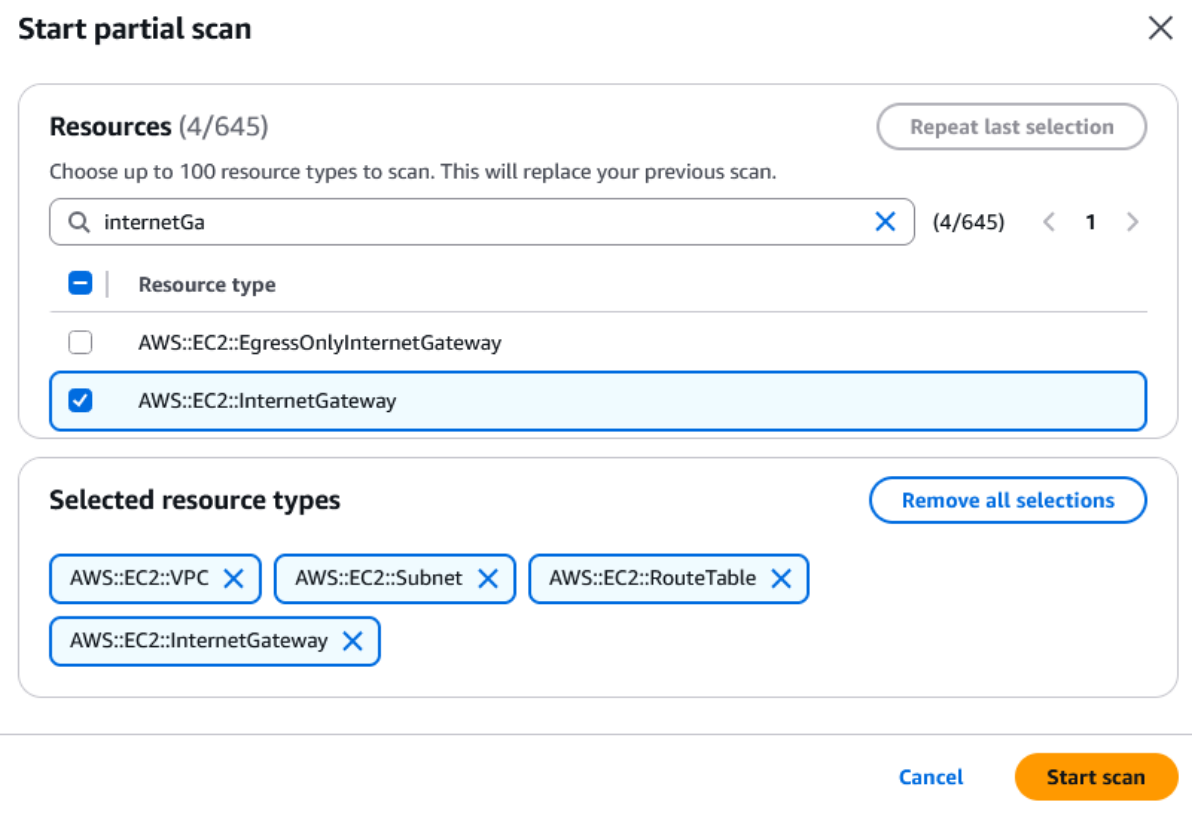 Start partial scan
Resources (4/645)
Repeat last selection
Choose up to 100 resource types to scan. This will replace your previous scan.
internetGa
(4/645)
1
Resource type
AWS::EC2::EgressOnlyInternetGateway
AWS::EC2::InternetGateway
Selected resource types
Remove all selections
AWS::EC2::VPC
AWS::EC2::Subnet
AWS::EC2::RouteTable
AWS::EC2::InternetGateway
Cancel
Start scan